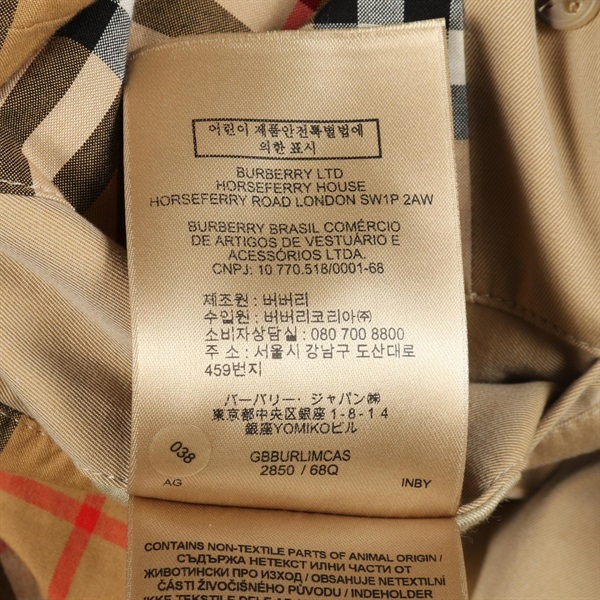 어린이 제품안전특별법에
의한 표시
BURBERRY LTD
HORSEFERRY HOUSE
HORSEFERRY ROAD LONDON SW1P 2AW
BURBERRY BRASIL COMÉRCIO
DE ARTIGOS DE VESTUÁRIO E
ACESSÓRIOS LTDA.
CNPJ: 10 770.518/0001-68
제조원 : 버버리
수입원 : 버버리코리아㈜
소비자상담실 : 080 700 8800
주 소 : 서울시 강남구 도산대로
459번지
バーバリー・ジャパン㈱
東京都中央区銀座1-8-14
銀座YOMIKOビル
038
GBBURLIMCAS
2850 / 68Q
AG
INBY
CONTAINS NON-TEXTILE PARTS OF ANIMAL ORIGIN /
СЪДЪРЖА НЕТЕКСТИЛНИ ЧАСТИ ОТ
ЖИВОТИНСКИ ПРОИЗХОД / OBSAHUJE NETEXTILNÍ
ČÁSTI ŽIVOČIŠNÉHO PŮVODU / INDEHOLDER
IKKE TEKSTILE DELE AF